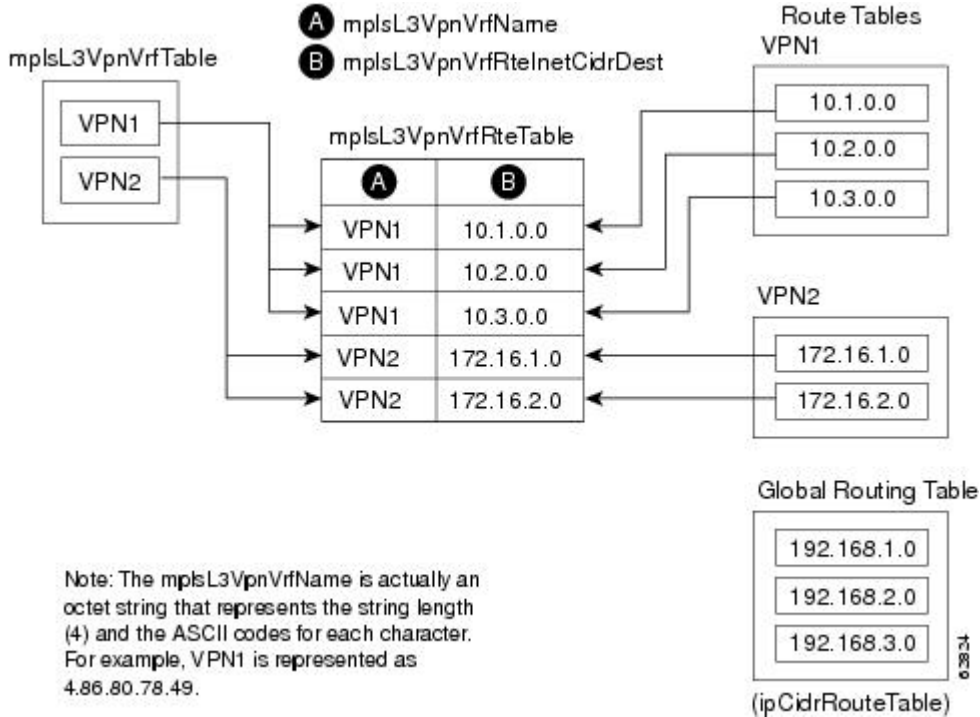 A mplsL3VpnVrfName
B mplsL3VpnVrfRteInetCidrDest
mplsL3VpnVrfTable
VPN1
VPN2
mplsL3VpnVrfRteTable
A B
VPN1 10.1.0.0
VPN1 10.2.0.0
VPN1 10.3.0.0
VPN2 172.16.1.0
VPN2 172.16.2.0
Route Tables
VPN1
10.1.0.0
10.2.0.0
10.3.0.0
VPN2
172.16.1.0
172.16.2.0
Global Routing Table
192.168.1.0
192.168.2.0
192.168.3.0
(ipCidrRouteTable)
62824
Note: The mplsL3VpnVrfName is actually an
octet string that represents the string length
(4) and the ASCII codes for each character.
For example, VPN1 is represented as
4.86.80.78.49.